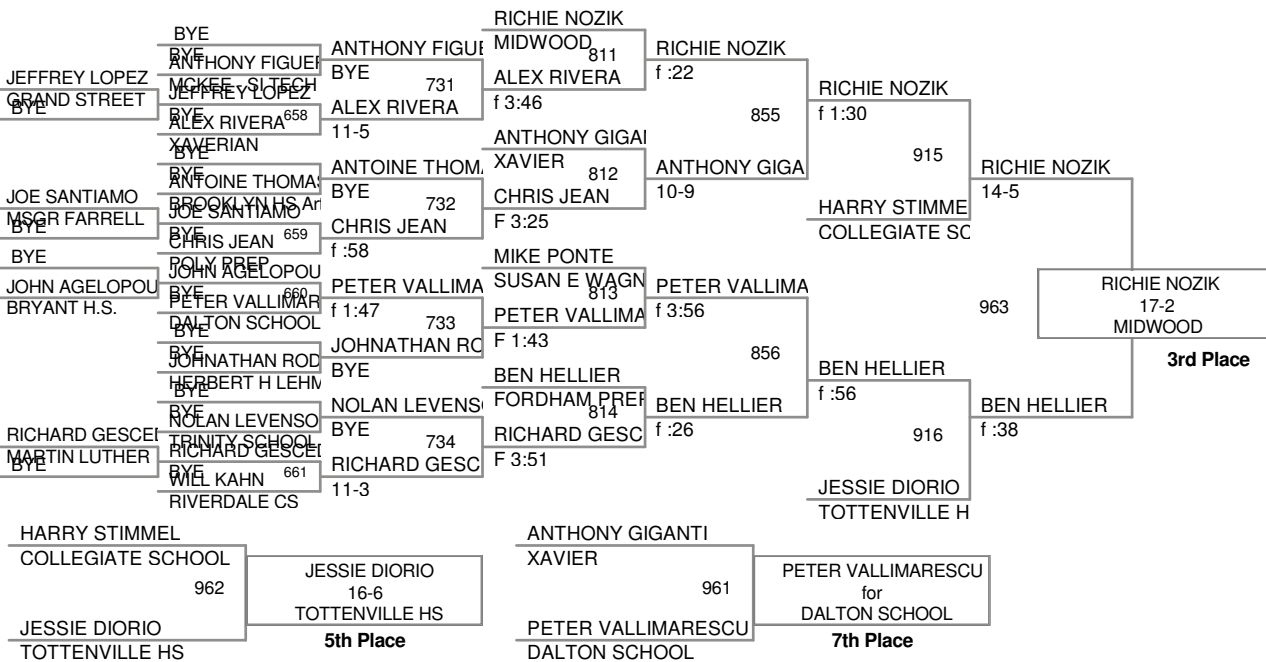 JEFFREY LOPEZ
GRAND STREET
BYE
JOE SANTIAMO
MSGR FARRELL
BYE
BYE
JOHN AGELOPOU
BRYANT H.S.
RICHARD GESCE
MARTIN LUTHER
BYE
BYE
BYE
ANTHONY FIGUE
MCKEE - SI TECH
JEFFREY LOPEZ
BYE
658
ALEX RIVERA
XAVERIAN
BYE
BYE
ANTOINE THOMAS
BROOKLYN HS Ar
JOE SANTIAMO
BYE
659
CHRIS JEAN
POLY PREP
JOHN AGELOPOU
BYE
660
PETER VALLIMAR
DALTON SCHOOL
BYE
BYE
JOHNATHAN ROD
HERBERT H LEHM
BYE
BYE
NOLAN LEVENSO
TRINITY SCHOOL
RICHARD GESCE
BYE
661
WILL KAHN
RIVERDALE CS
ANTHONY FIGUE
BYE
731
ALEX RIVERA
11-5
ANTOINE THOMA
BYE
732
CHRIS JEAN
f :58
PETER VALLIMA
f 1:47
733
JOHNATHAN RO
BYE
NOLAN LEVENS
BYE
734
RICHARD GESC
11-3
RICHIE NOZIK
MIDWOOD
811
ALEX RIVERA
f 3:46
ANTHONY GIGA
XAVIER
812
CHRIS JEAN
F 3:25
MIKE PONTE
SUSAN E WAGN
813
PETER VALLIMA
F 1:43
BEN HELLIER
FORDHAM PREP
814
RICHARD GESC
F 3:51
RICHIE NOZIK
f :22
855
ANTHONY GIGA
10-9
PETER VALLIMA
f 3:56
856
BEN HELLIER
f :26
RICHIE NOZIK
f 1:30
915
HARRY STIMME
COLLEGIATE SC
BEN HELLIER
f :56
916
JESSIE DIORIO
TOTTENVILLE H
RICHIE NOZIK
14-5
963
BEN HELLIER
f :38
RICHIE NOZIK
17-2
MIDWOOD
3rd Place
HARRY STIMMEL
COLLEGIATE SCHOOL
962
JESSIE DIORIO
TOTTENVILLE HS
JESSIE DIORIO
16-6
TOTTENVILLE HS
5th Place
ANTHONY GIGANTI
XAVIER
961
PETER VALLIMARESCU
DALTON SCHOOL
PETER VALLIMARESCU
for
DALTON SCHOOL
7th Place